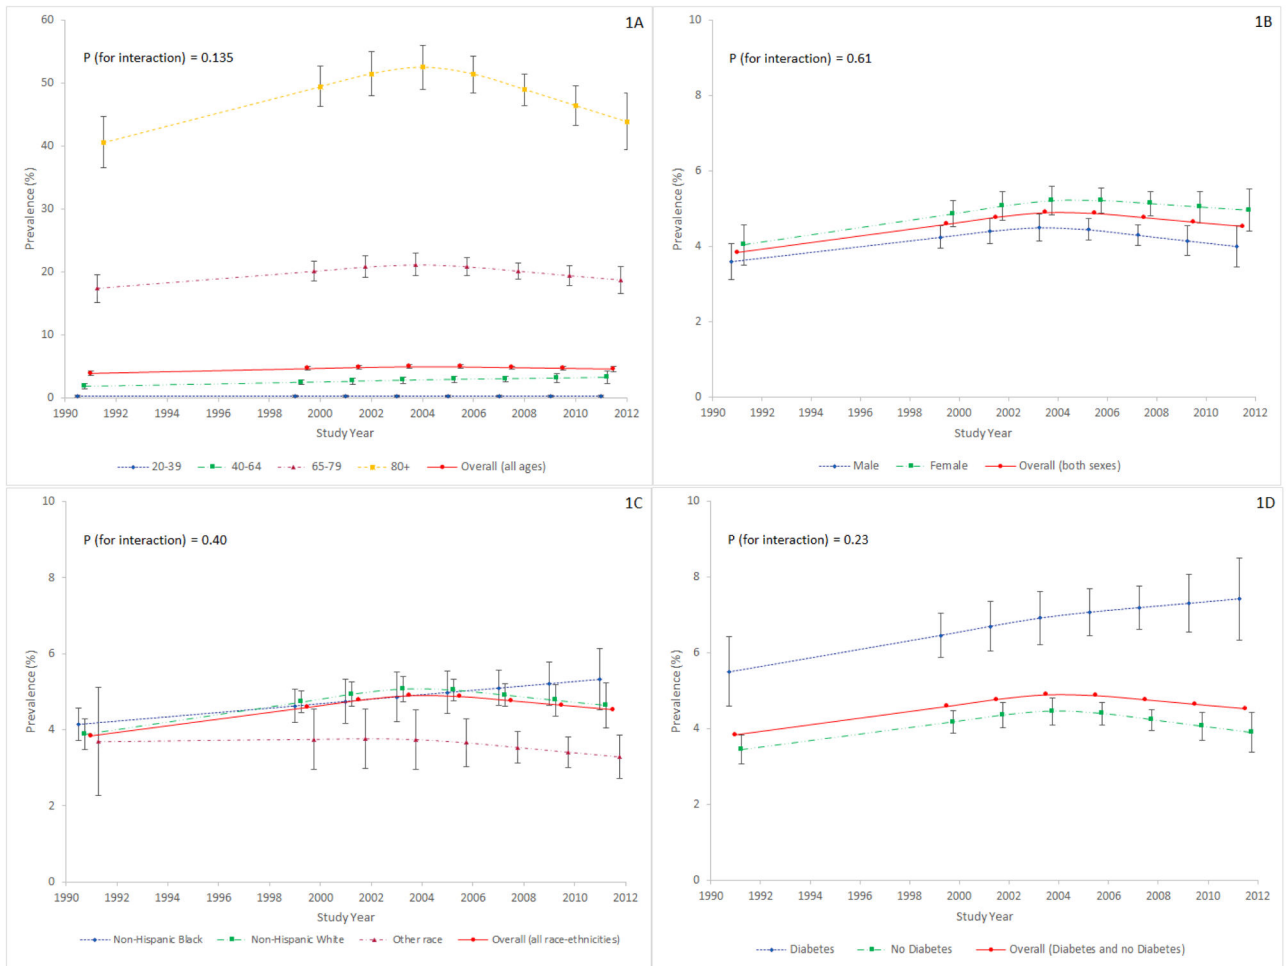 1A
P (for interaction) = 0.135
Prevalence (%)
60
50
40
30
20
10
0
1990 1992 1994 1996 1998 2000 2002 2004 2006 2008 2010 2012
Study Year
20-39 40-64 65-79 80+ Overall (all ages)
1B
P (for interaction) = 0.61
Prevalence (%)
10
8
6
4
2
0
1990 1992 1994 1996 1998 2000 2002 2004 2006 2008 2010 2012
Study Year
Male Female Overall (both sexes)
1C
P (for interaction) = 0.40
Prevalence (%)
10
8
6
4
2
0
1990 1992 1994 1996 1998 2000 2002 2004 2006 2008 2010 2012
Study Year
Non-Hispanic Black Non-Hispanic White Other race Overall (all race-ethnicities)
1D
P (for interaction) = 0.23
Prevalence (%)
10
8
6
4
2
0
1990 1992 1994 1996 1998 2000 2002 2004 2006 2008 2010 2012
Study Year
Diabetes No Diabetes Overall (Diabetes and no Diabetes)